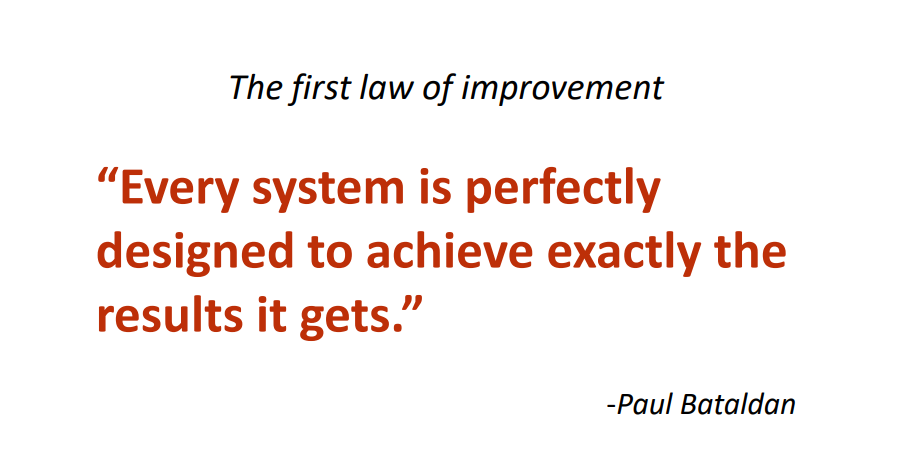 The first law of improvement
“Every system is perfectly
designed to achieve exactly the
results it gets.”
-Paul Bataldan